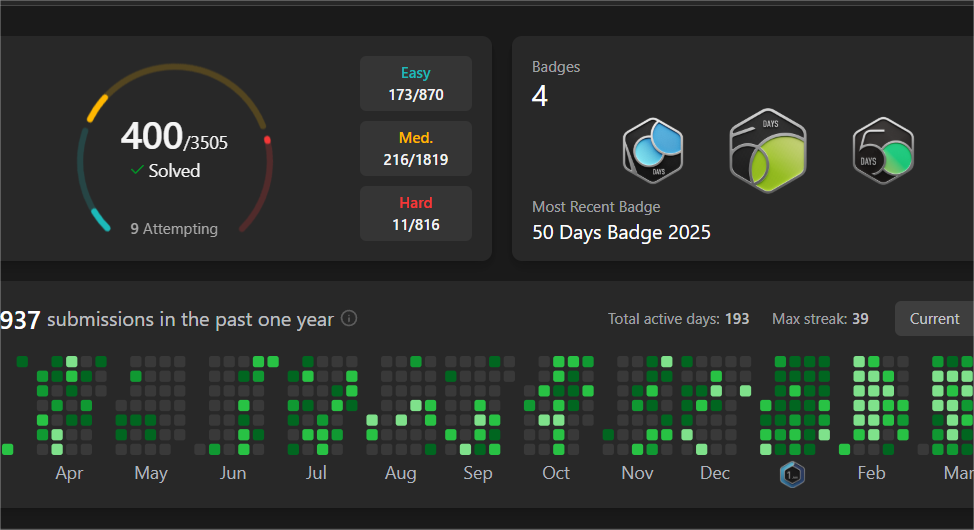 400/3505
Solved
9 Attempting
Easy
173/870
Med.
216/1819
Hard
11/816
Badges
4
DAYS
DAYS
5
DAYS
Most Recent Badge
50 Days Badge 2025
937 submissions in the past one year
Total active days: 193
Max streak: 39
Current
Apr May Jun Jul Aug Sep Oct Nov Dec Feb Mar